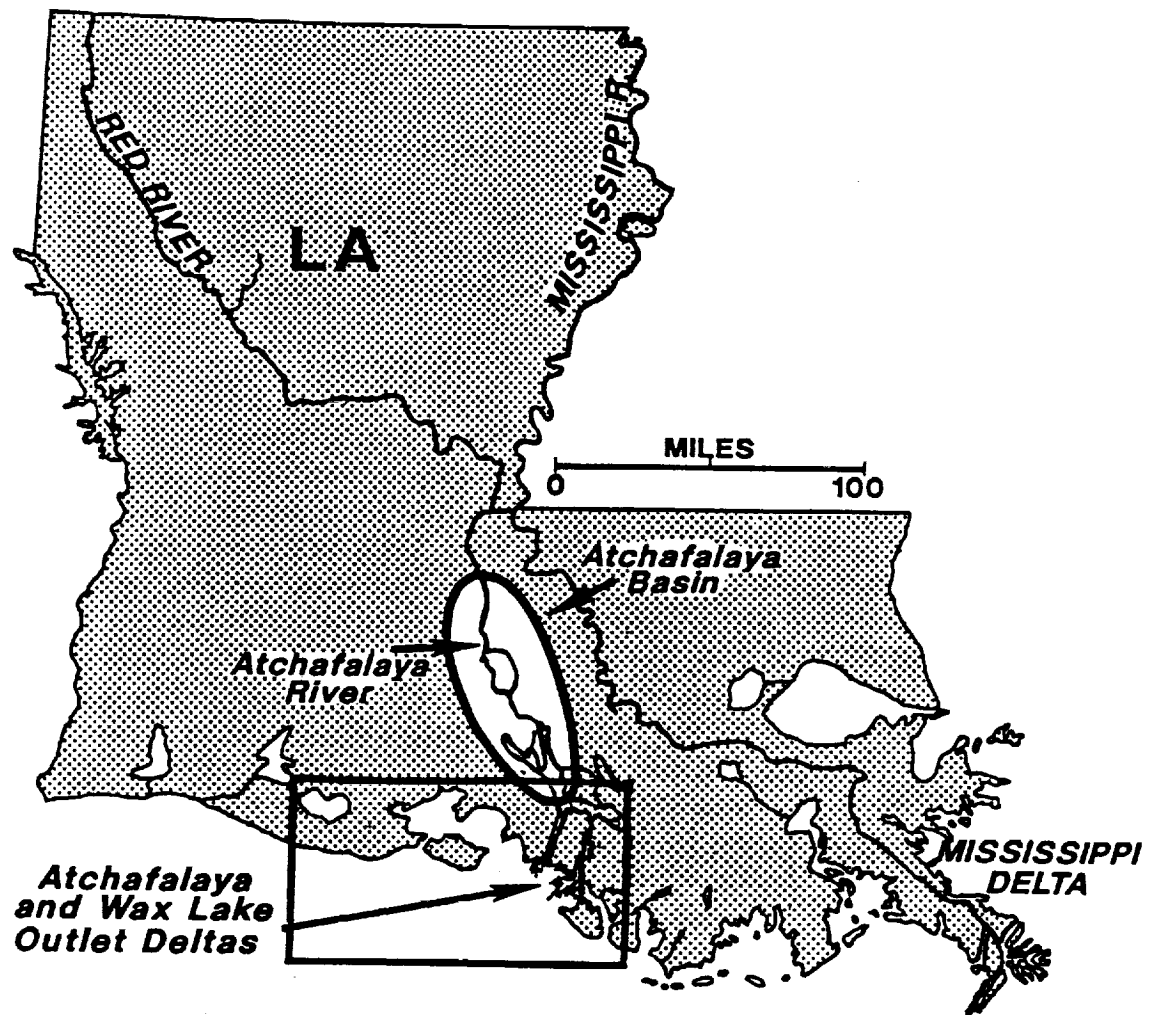 RED RIVER
LA
MISSISSIPPI R.
MILES
0 100
Atchafalaya
Basin
Atchafalaya
River
Atchafalaya
and Wax Lake
Outlet Deltas
MISSISSIPPI
DELTA